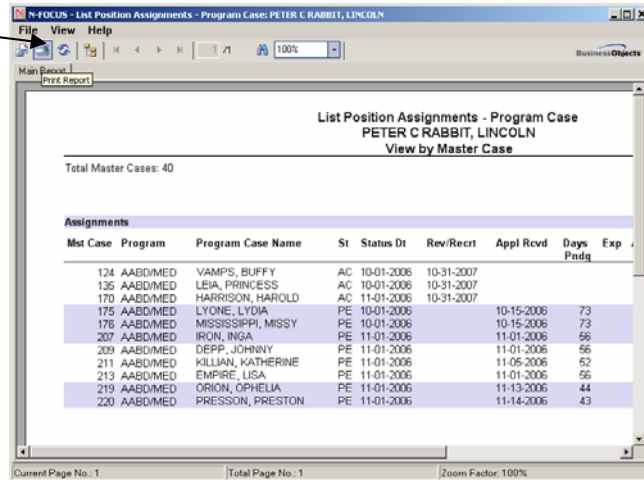 N-FOCUS - List Position Assignments - Program Case: PETER C RABBIT, LINCOLN
File View Help
1 /1 100% BusinessObjects
Main Report
Print Report
List Position Assignments - Program Case
PETER C RABBIT, LINCOLN
View by Master Case
Total Master Cases: 40
Assignments
Mst Case Program Program Case Name St Status Dt Rev/Recrt Appl Rcvd Days Pndg Exp
124 AABD/MED VAMPS, BUFFY AC 10-01-2006 10-31-2007
135 AABD/MED LEIA, PRINCESS AC 10-01-2006 10-31-2007
170 AABD/MED HARRISON, HAROLD AC 11-01-2006 10-31-2007
175 AABD/MED LYONE, LYDIA PE 10-01-2006 10-15-2006 73
176 AABD/MED MISSISSIPPI, MISSY PE 10-01-2006 10-15-2006 73
207 AABD/MED IRON, INGA PE 11-01-2006 11-01-2006 56
209 AABD/MED DEPP, JOHNNY PE 11-01-2006 11-01-2006 56
211 AABD/MED KILLIAN, KATHERINE PE 11-01-2006 11-05-2006 52
213 AABD/MED EMPIRE, LISA PE 11-01-2006 11-01-2006 56
219 AABD/MED ORION, OPHELIA PE 11-01-2006 11-13-2006 44
220 AABD/MED PRESSON, PRESTON PE 11-01-2006 11-14-2006 43
Current Page No.: 1 Total Page No.: 1 Zoom Factor: 100%